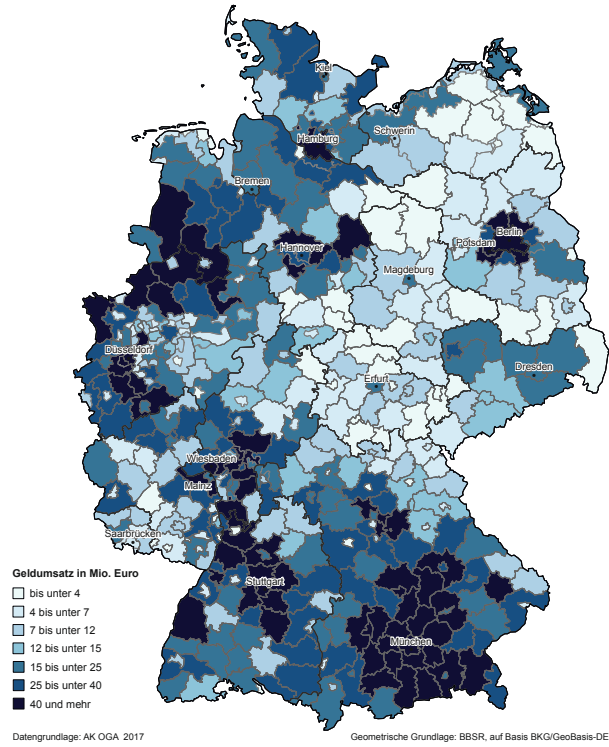 Kiel
Schwerin
Hamburg
Bremen
Berlin
Potsdam
Hannover
Magdeburg
Düsseldorf
Dresden
Erfurt
Wiesbaden
Mainz
Saarbrücken
Stuttgart
München
Geldumsatz in Mio. Euro
bis unter 4
4 bis unter 7
7 bis unter 12
12 bis unter 15
15 bis unter 25
25 bis unter 40
40 und mehr
Datengrundlage: AK OGA 2017
Geometrische Grundlage: BBSR, auf Basis BKG/GeoBasis-DE